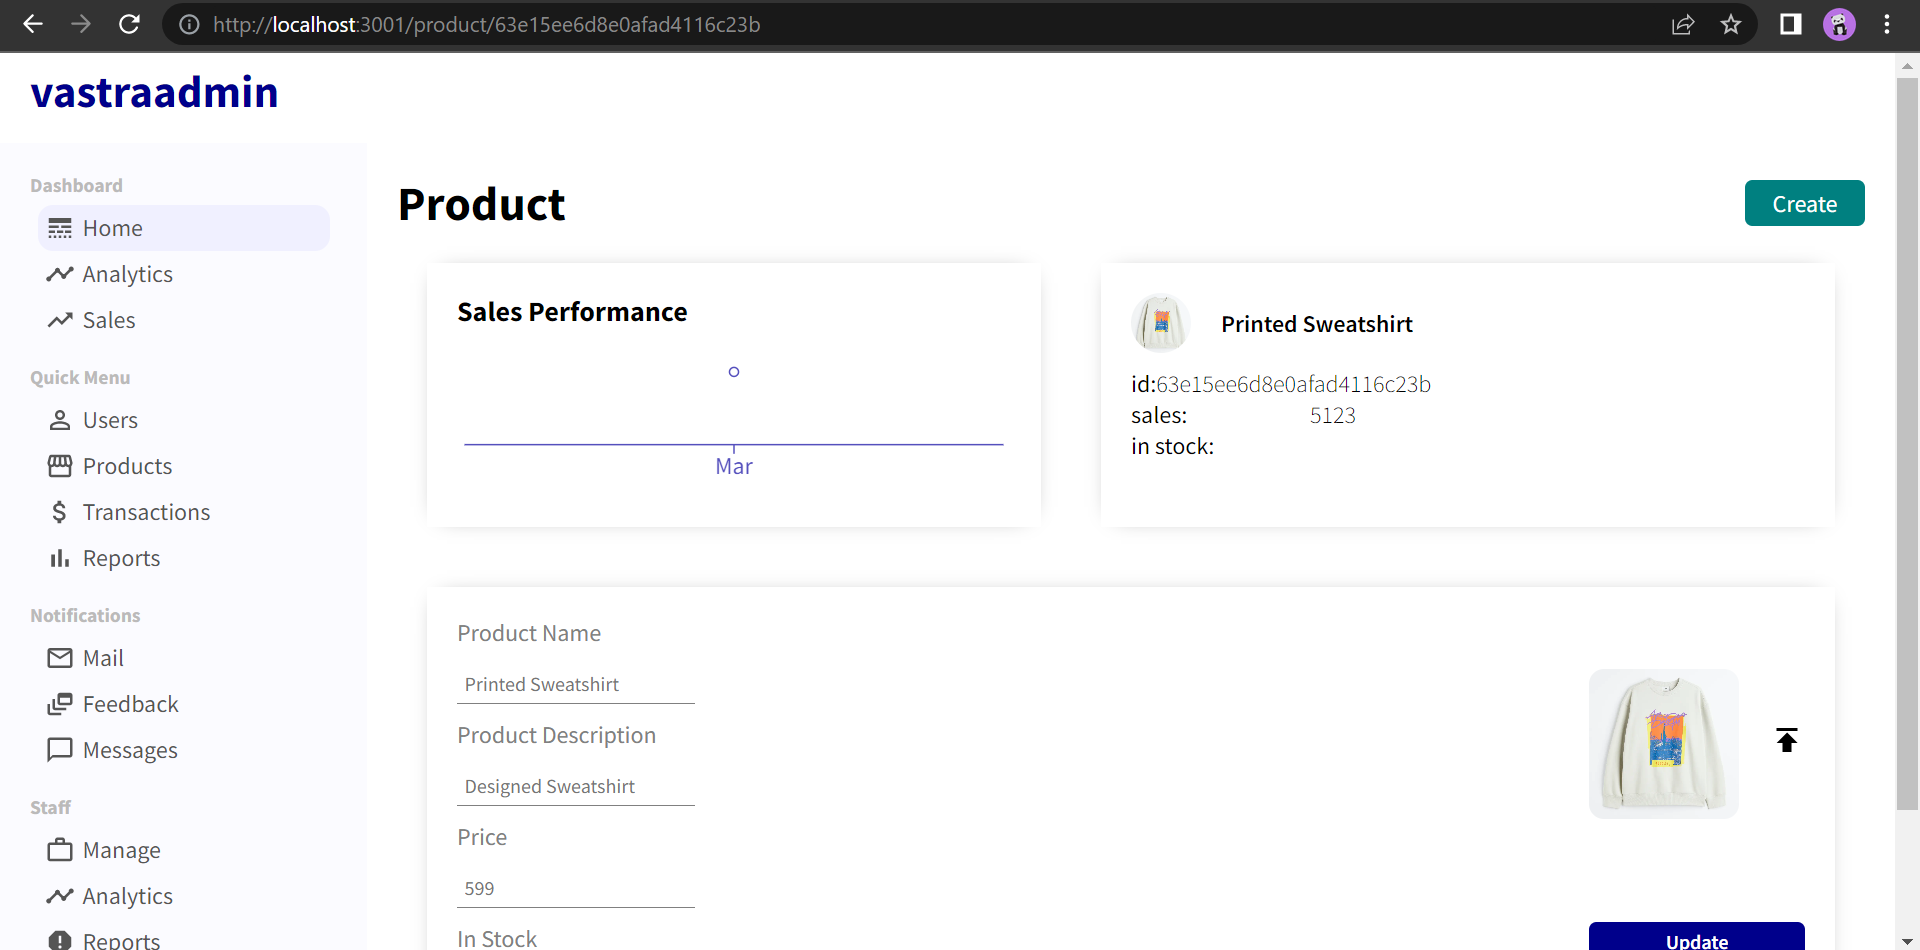 http://localhost:3001/product/63e15ee6d8e0afad4116c23b
vastraadmin
Dashboard
Home
Analytics
Sales
Quick Menu
Users
Products
Transactions
Reports
Notifications
Mail
Feedback
Messages
Staff
Manage
Analytics
Reports
Product
Create
Sales Performance
Mar
Printed Sweatshirt
id:63e15ee6d8e0afad4116c23b
sales: 5123
in stock:
Product Name
Printed Sweatshirt
Product Description
Designed Sweatshirt
Price
599
In Stock
Update